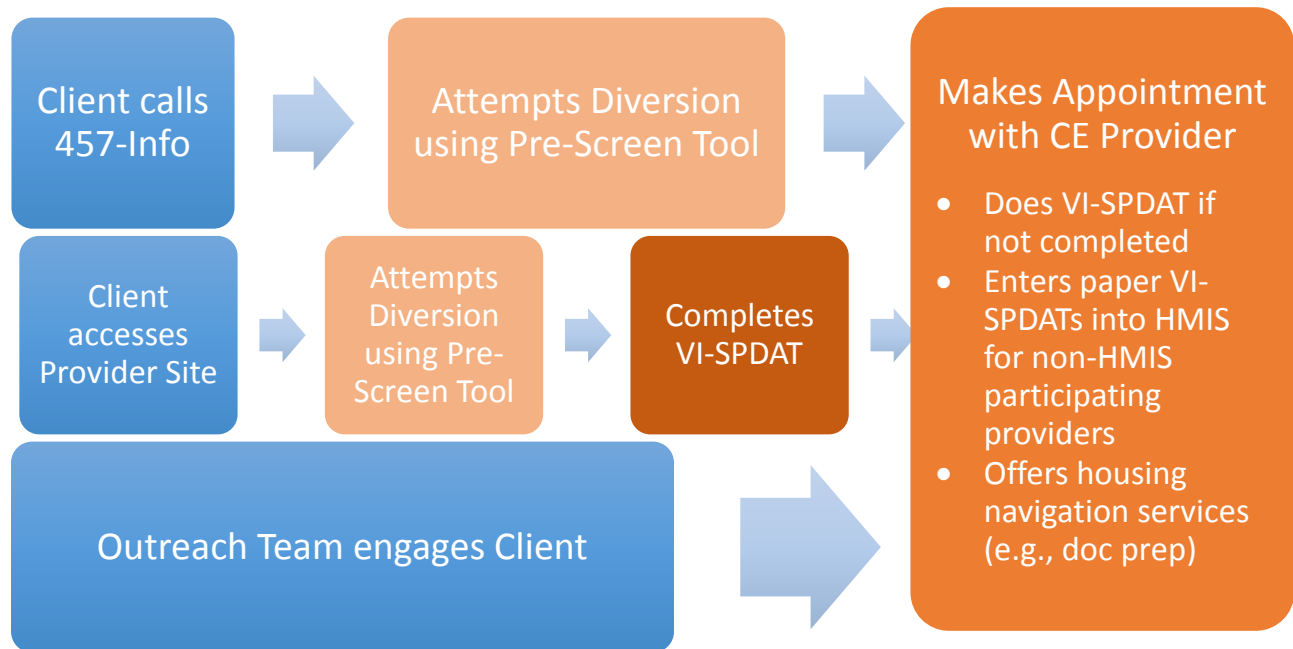 Client calls
457-Info
Attempts Diversion
using Pre-Screen Tool
Makes Appointment
with CE Provider
• Does VI-SPDAT if
not completed
• Enters paper VI-
SPDATs into HMIS
for non-HMIS
participating
providers
• Offers housing
navigation services
(e.g., doc prep)
Client
accesses
Provider Site
Attempts
Diversion
using Pre-
Screen Tool
Completes
VI-SPDAT
Outreach Team engages Client